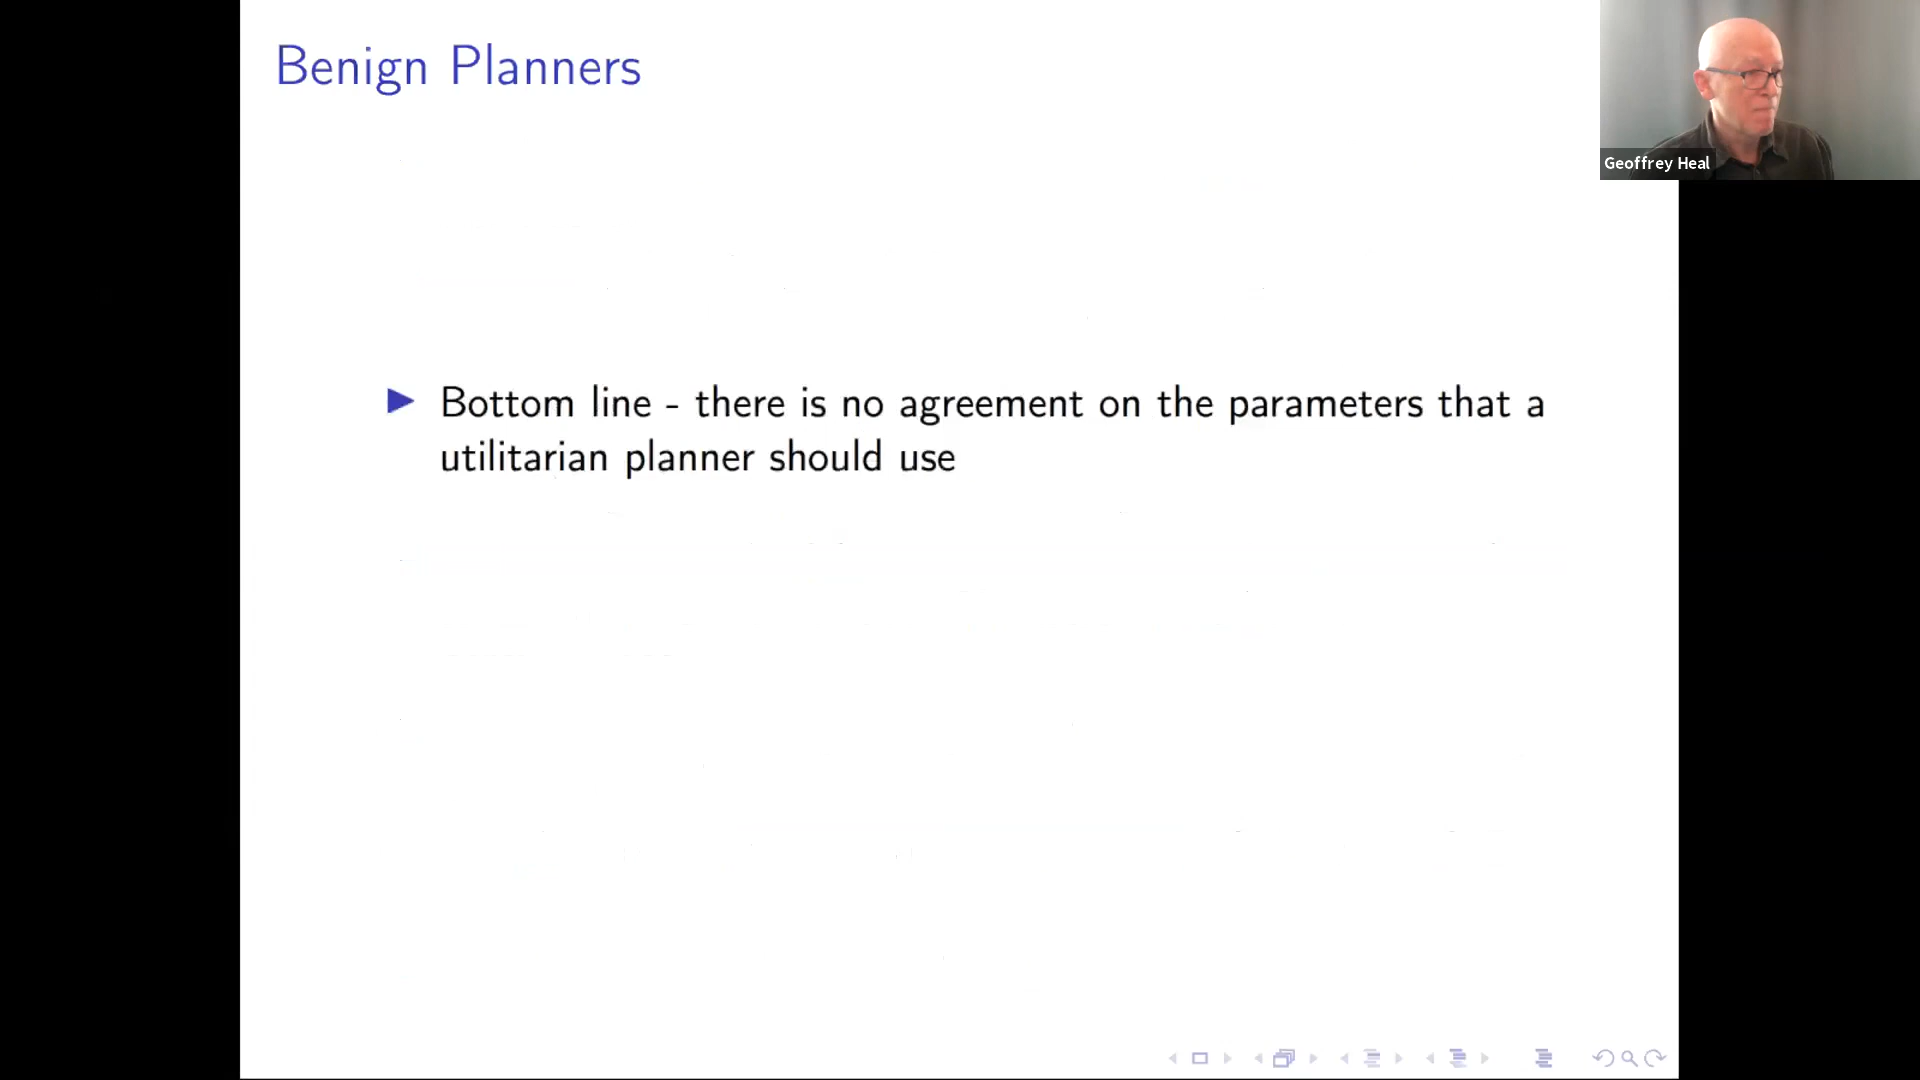 Benign Planners
Geoffrey Heal
Bottom line - there is no agreement on the parameters that a
utilitarian planner should use